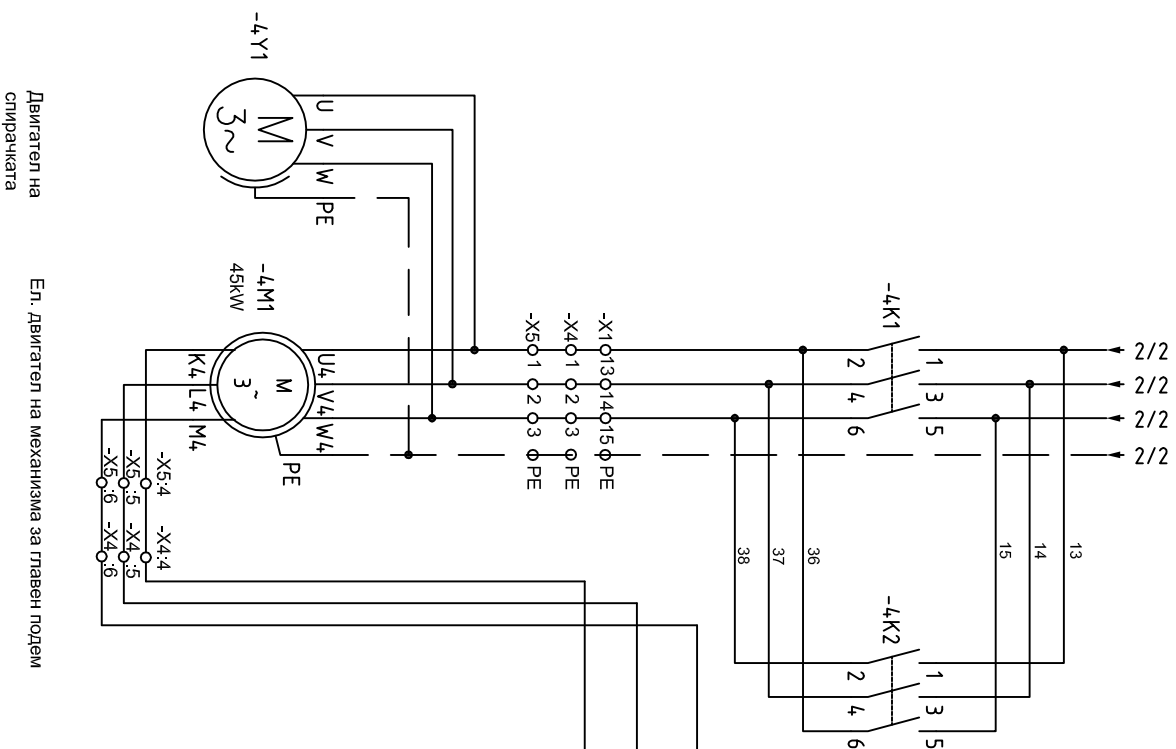 -4Y1
M
3~
U
V
W
PE
Двигател на
спирачката
-4M1
45kW
M
3~
U4
V4
W4
PE
K4
L4
M4
Ел. двигател на механизма за главен подем
-X5:4
-X4:4
-X5 :5
-X4 :5
-X5 :6
-X4 :6
-X5
1
2
3
PE
-X4
1
2
3
PE
-X1
13
14
15
PE
-4K1
1
2
3
4
5
6
2/2
2/2
2/2
2/2
13
14
15
36
37
38
-4K2
1
2
3
4
5
6